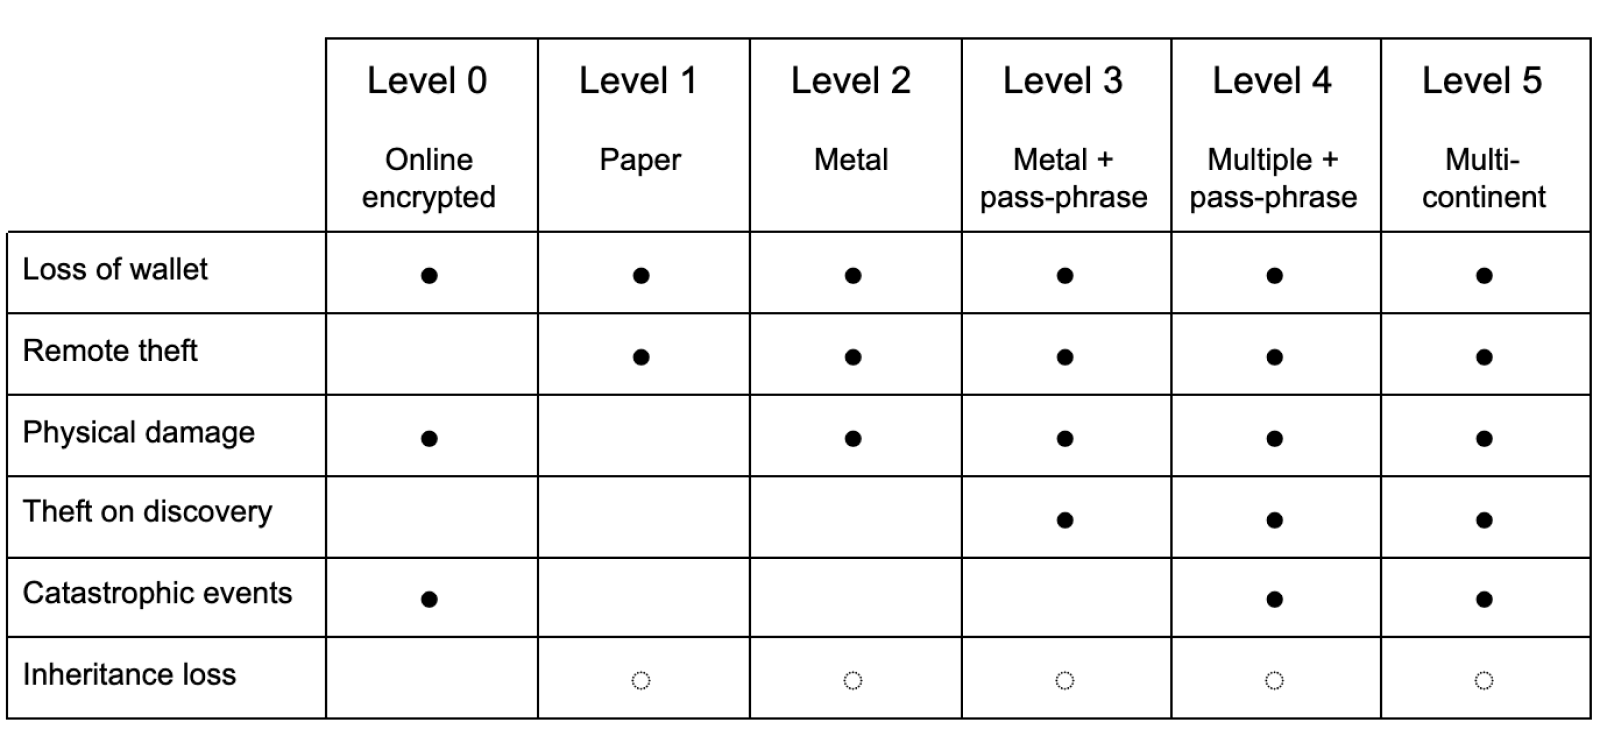 Level 0 Level 1 Level 2 Level 3 Level 4 Level 5
Online Paper Metal Metal + Multiple + Multi-
encrypted pass-phrase pass-phrase continent
Loss of wallet ● ● ● ● ● ●
Remote theft ● ● ● ● ●
Physical damage ● ● ● ● ●
Theft on discovery ● ● ●
Catastrophic events ● ● ●
Inheritance loss ◌ ◌ ◌ ◌ ◌